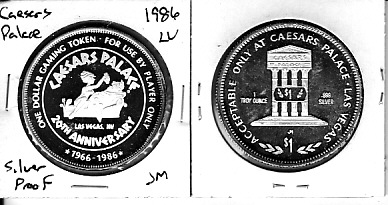 Caesars
Palace
1986
LV
ONE DOLLAR GAMING TOKEN · FOR USE BY PLAYER ONLY
CAESARS PALACE
LAS VEGAS, NV
20TH ANNIVERSARY
★ 1966 - 1986 ★
Silver
Proof
JM
ACCEPTABLE ONLY AT CAESARS PALACE · LAS VEGAS
$1
1
TROY OUNCE
.999
SILVER
JM
$1